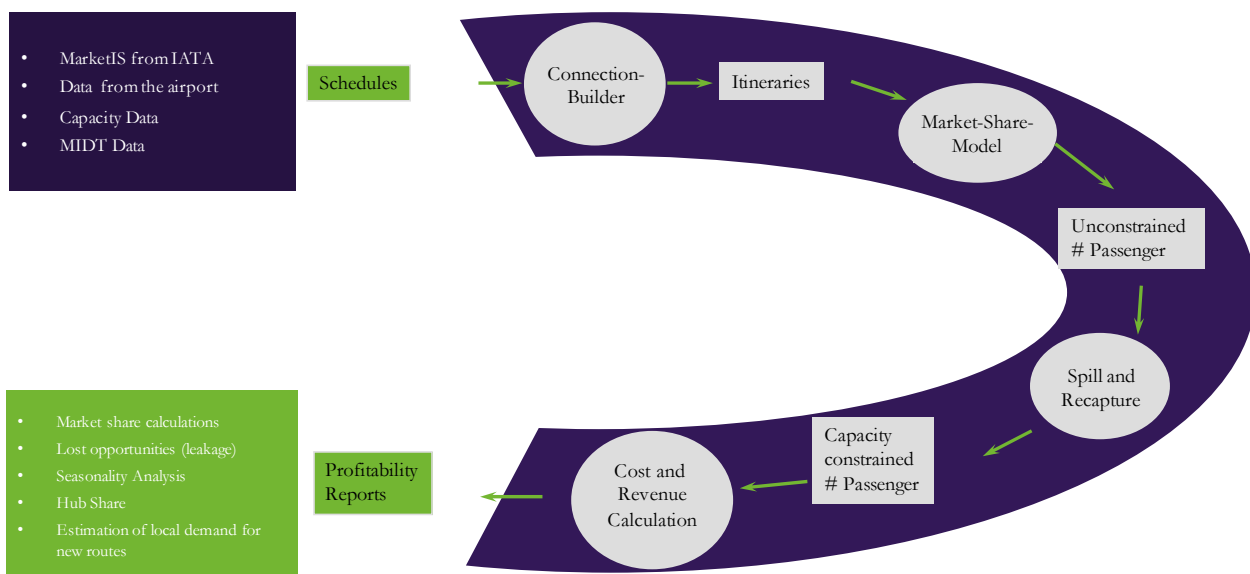 • MarketIS from IATA
• Data from the airport
• Capacity Data
• MIDT Data
Schedules
Connection-
Builder
Itineraries
Market-Share-
Model
Unconstrained
# Passenger
Spill and
Recapture
Capacity
constrained
# Passenger
Cost and
Revenue
Calculation
Profitability
Reports
• Market share calculations
• Lost opportunities (leakage)
• Seasonality Analysis
• Hub Share
• Estimation of local demand for
new routes